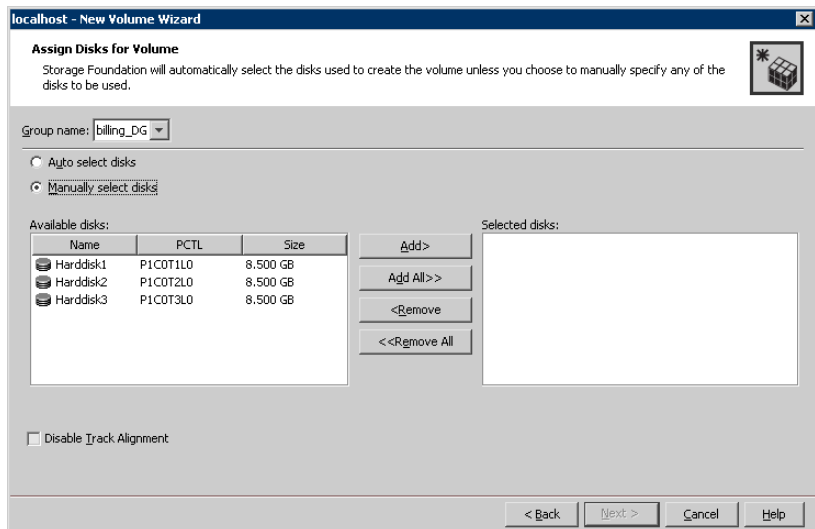 localhost - New Volume Wizard
Assign Disks for Volume
Storage Foundation will automatically select the disks used to create the volume unless you choose to manually specify any of the
disks to be used.
Group name: billing_DG
Auto select disks
Manually select disks
Available disks:
Name PCTL Size
Harddisk1 P1C0T1L0 8.500 GB
Harddisk2 P1C0T2L0 8.500 GB
Harddisk3 P1C0T3L0 8.500 GB
Add>
Add All>>
<Remove
<<Remove All
Selected disks:
Disable Track Alignment
< Back Next > Cancel Help